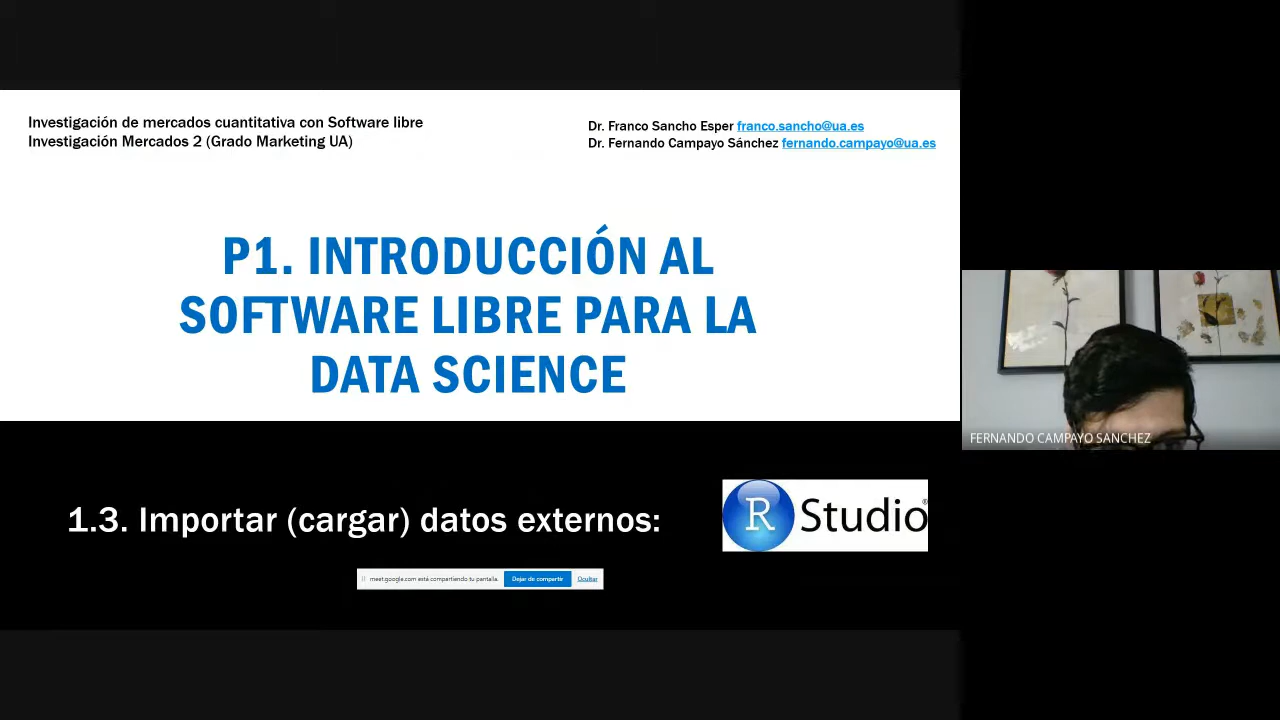 Investigación de mercados cuantitativa con Software libre
Investigación Mercados 2 (Grado Marketing UA)
Dr. Franco Sancho Esper franco.sancho@ua.es
Dr. Fernando Campayo Sánchez fernando.campayo@ua.es
P1. INTRODUCCIÓN AL
SOFTWARE LIBRE PARA LA
DATA SCIENCE
FERNANDO CAMPAYO SANCHEZ
1.3. Importar (cargar) datos externos:
R Studio®
meet.google.com está compartiendo tu pantalla. Dejar de compartir Ocultar